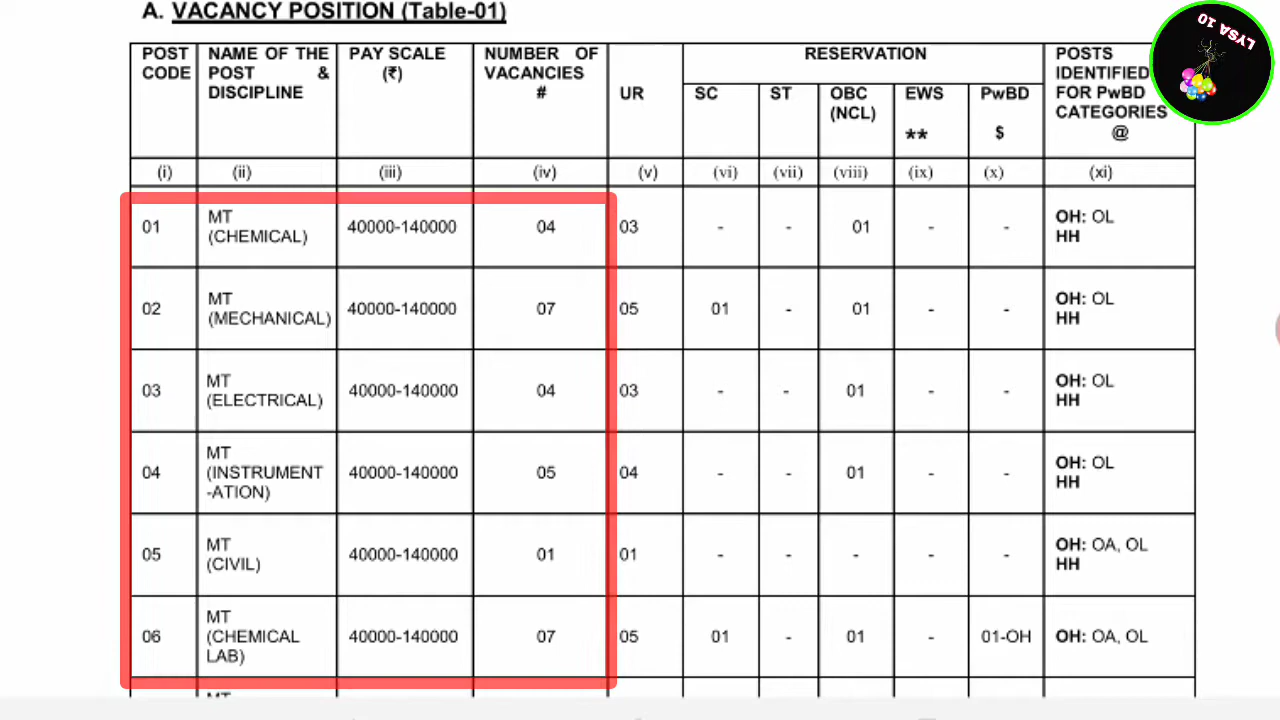 A. VACANCY POSITION (Table-01)
LYSA 10
POST CODE | NAME OF THE POST & DISCIPLINE | PAY SCALE (₹) | NUMBER OF VACANCIES # | UR | RESERVATION | POSTS IDENTIFIED FOR PwBD CATEGORIES @
SC | ST | OBC (NCL) | EWS ** | PwBD $
(i) | (ii) | (iii) | (iv) | (v) | (vi) | (vii) | (viii) | (ix) | (x) | (xi)
01 | MT (CHEMICAL) | 40000-140000 | 04 | 03 | - | - | 01 | - | - | OH: OL HH
02 | MT (MECHANICAL) | 40000-140000 | 07 | 05 | 01 | - | 01 | - | - | OH: OL HH
03 | MT (ELECTRICAL) | 40000-140000 | 04 | 03 | - | - | 01 | - | - | OH: OL HH
04 | MT (INSTRUMENT-ATION) | 40000-140000 | 05 | 04 | - | - | 01 | - | - | OH: OL HH
05 | MT (CIVIL) | 40000-140000 | 01 | 01 | - | - | - | - | - | OH: OA, OL HH
06 | MT (CHEMICAL LAB) | 40000-140000 | 07 | 05 | 01 | - | 01 | - | 01-OH | OH: OA, OL